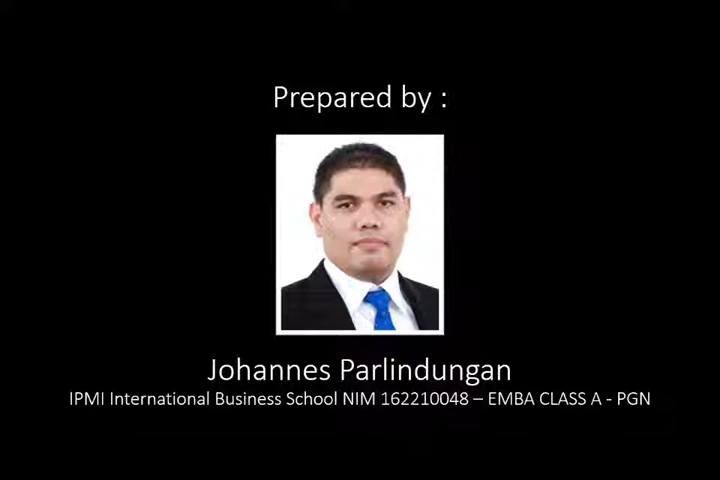 Prepared by :
Johannes Parlindungan
IPMI International Business School NIM 162210048 – EMBA CLASS A - PGN